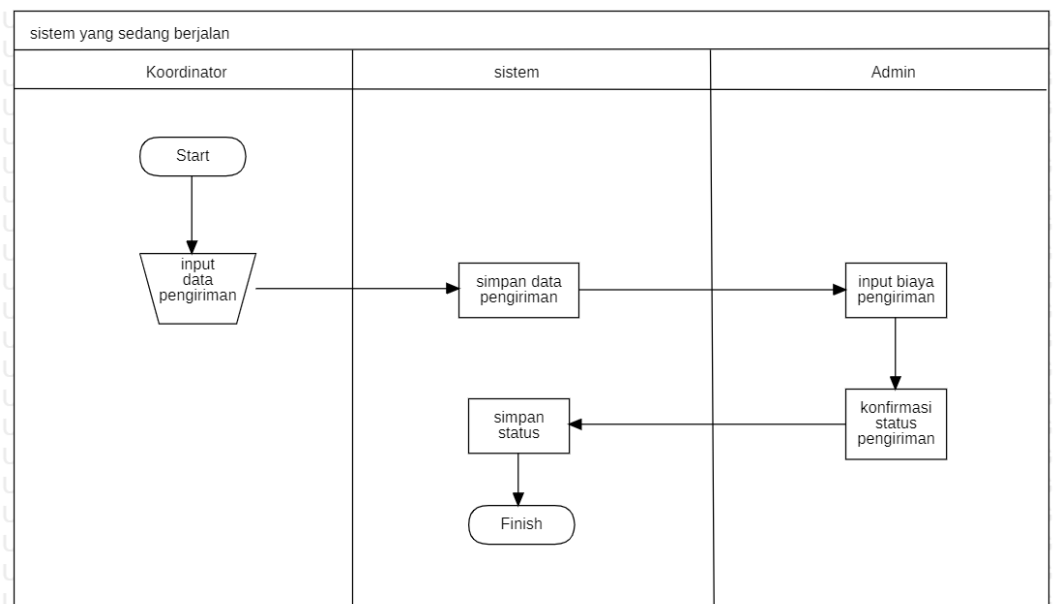 sistem yang sedang berjalan
Koordinator
sistem
Admin
Start
input
data
pengiriman
simpan data
pengiriman
input biaya
pengiriman
konfirmasi
status
pengiriman
simpan
status
Finish